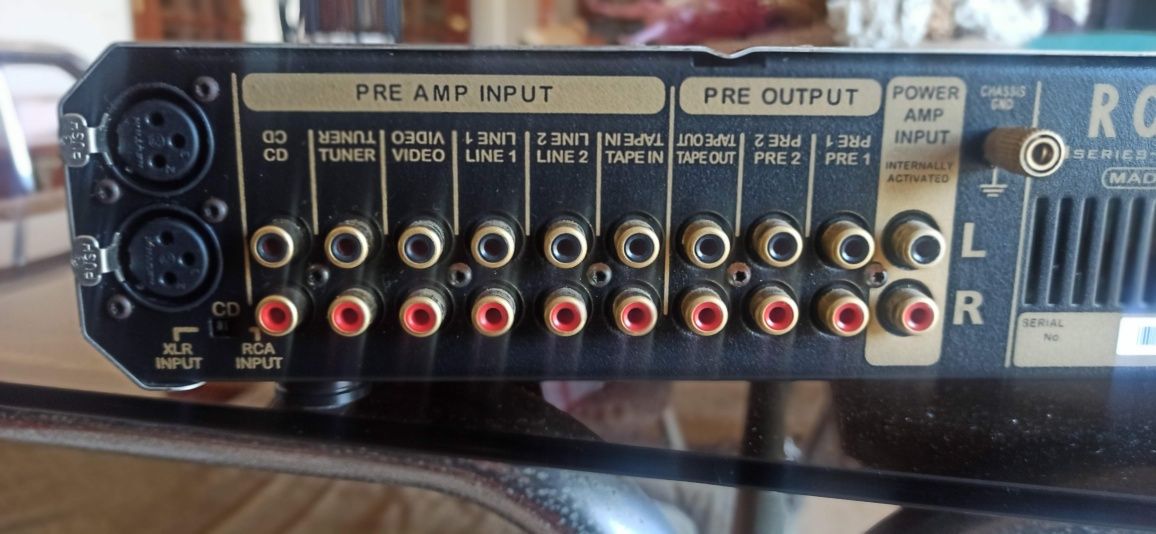 PRE AMP INPUT
PRE OUTPUT
POWER
AMP
INPUT
INTERNALLY
ACTIVATED
CHASSIS
GND
CD
TUNER
VIDEO
LINE 1
LINE 2
TAPE IN
TAPE OUT
PRE 2
PRE 1
CD
TUNER
VIDEO
LINE 1
LINE 2
TAPE IN
TAPE OUT
PRE 2
PRE 1
SERIES
MAD
PUSH
PUSH
L
R
CD
XLR
INPUT
RCA
INPUT
SERIAL
No